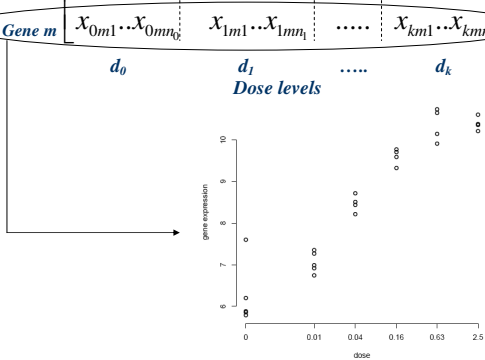 Gene m x0m1..x0mn0 x1m1..x1mn1 ..... xkm1..xkmn
d0 d1 ..... dk
Dose levels
gene expression
10
9
8
7
6
0 0.01 0.04 0.16 0.63 2.5
dose